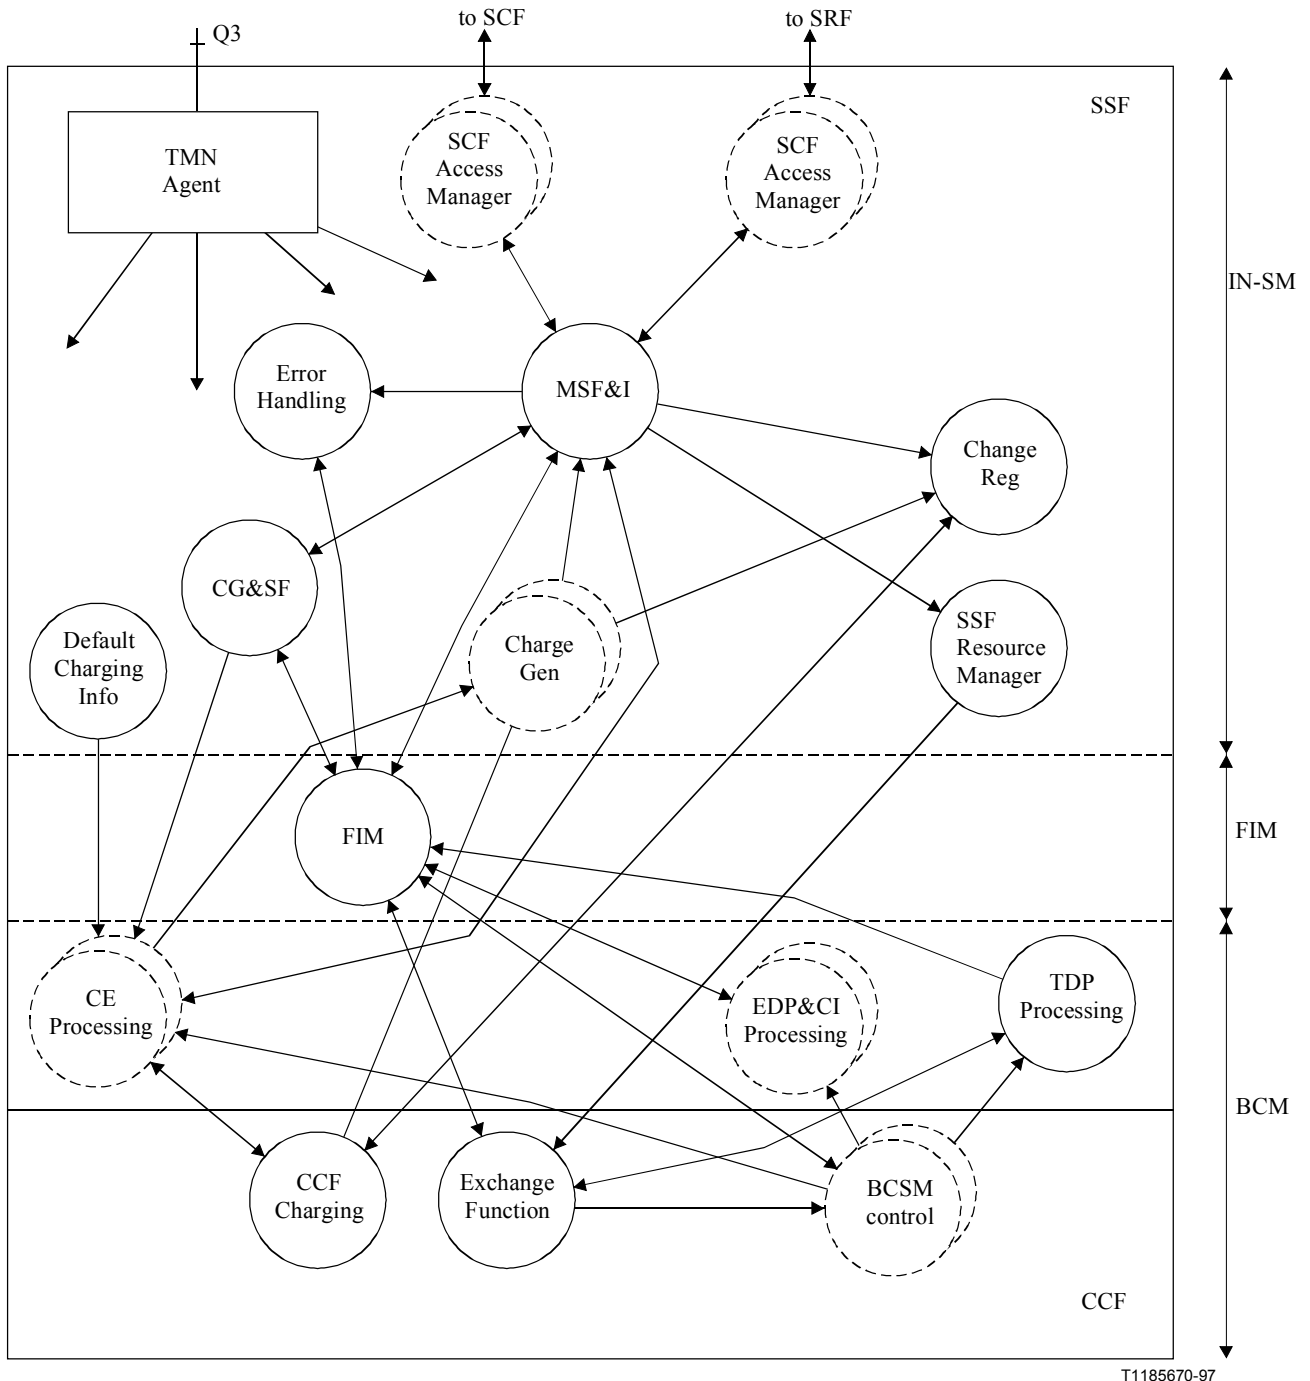 to SCF
to SRF
Q3
SSF
TMN
Agent
SCF
Access
Manager
SCF
Access
Manager
IN-SM
Error
Handling
MSF&I
Change
Reg
CG&SF
Default
Charging
Info
Charge
Gen
SSF
Resource
Manager
FIM
FIM
CE
Processing
EDP&CI
Processing
TDP
Processing
BCM
CCF
Charging
Exchange
Function
BCSM
control
CCF
T1185670-97